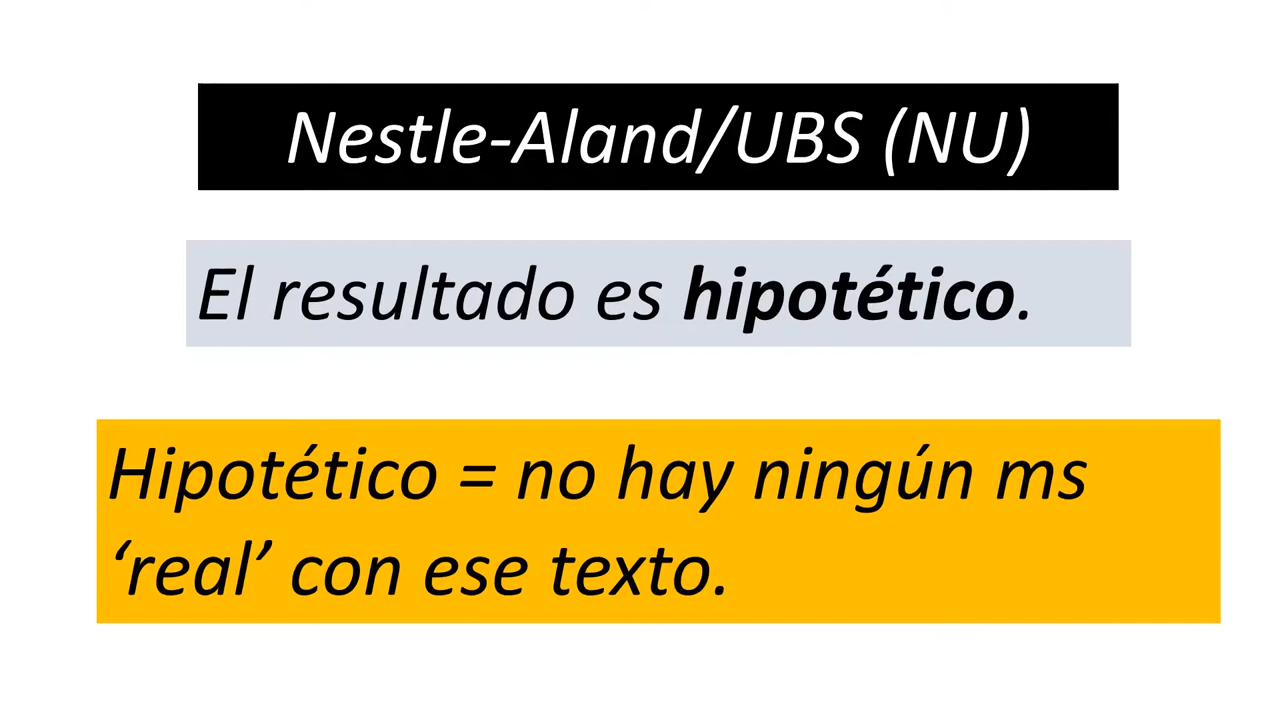 Nestle-Aland/UBS (NU)
El resultado es hipotético.
Hipotético = no hay ningún ms
‘real’ con ese texto.